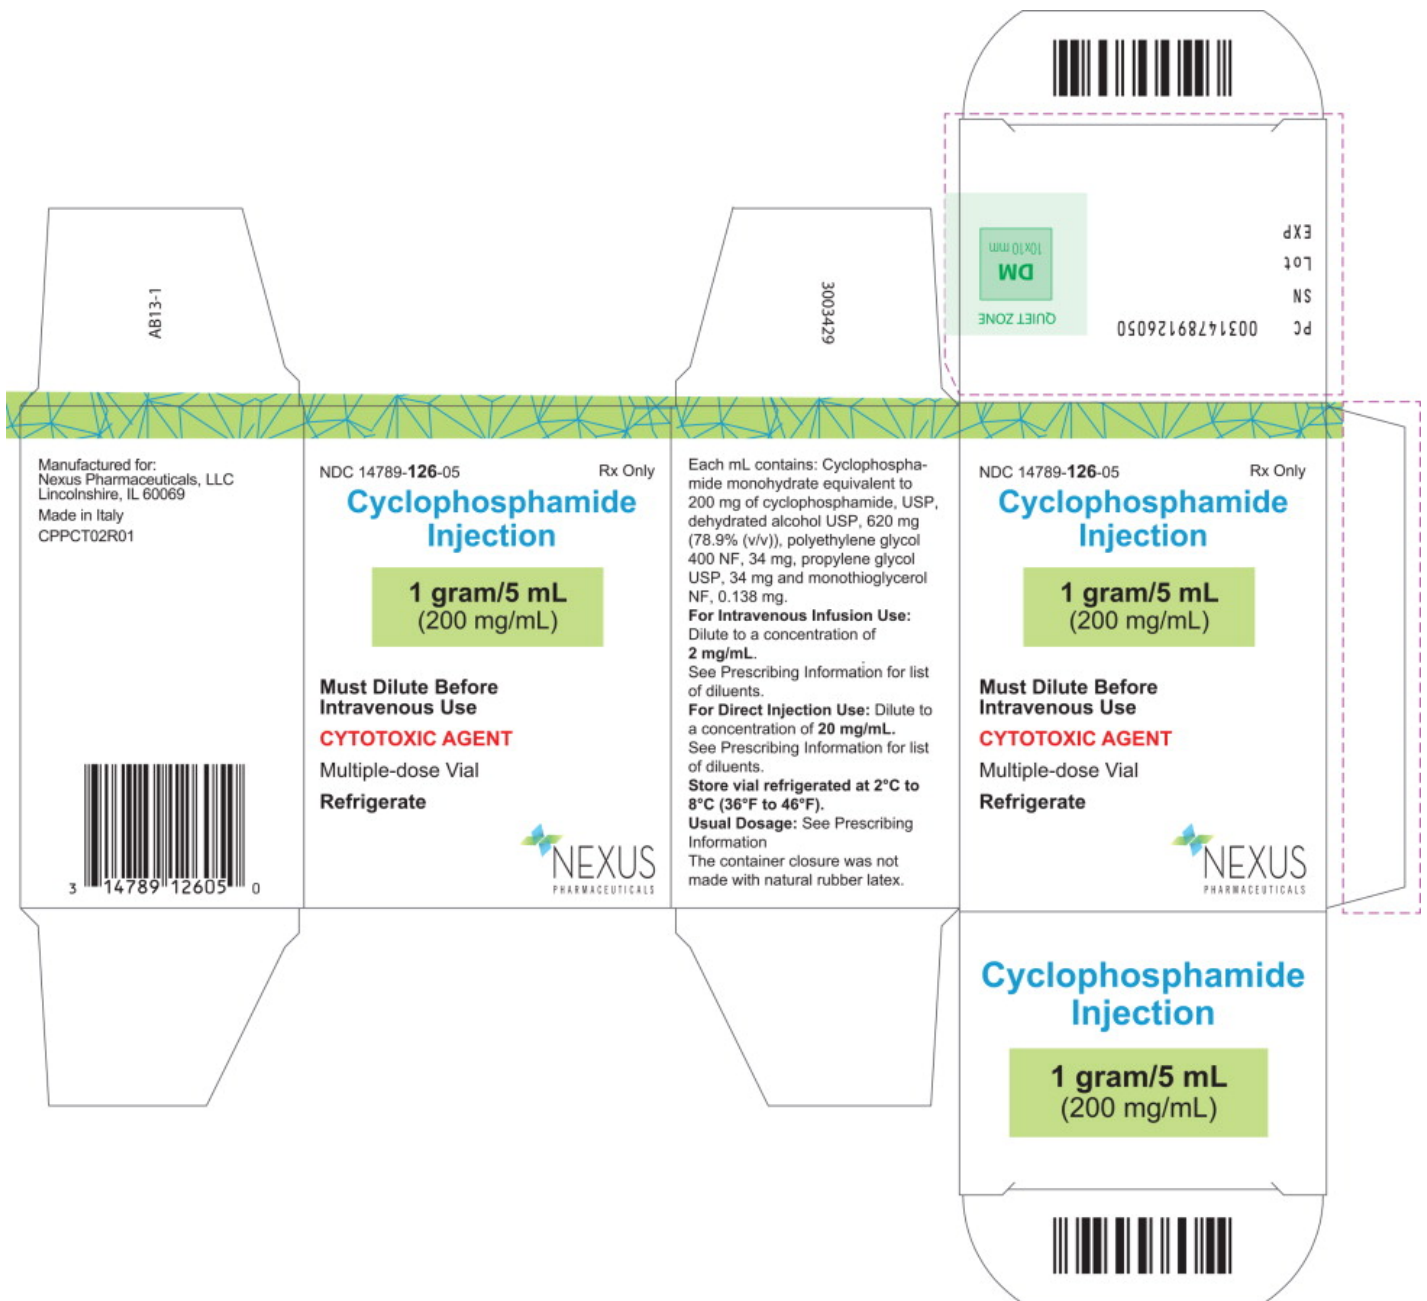 AB13-1
3003429
PC 00314789126050
SN
Lot
EXP
QUIET ZONE
DM
10x10 mm
Manufactured for:
Nexus Pharmaceuticals, LLC
Lincolnshire, IL 60069
Made in Italy
CPPCT02R01
3 14789 12605 0
NDC 14789-126-05 Rx Only
Cyclophosphamide
Injection
1 gram/5 mL
(200 mg/mL)
Must Dilute Before
Intravenous Use
CYTOTOXIC AGENT
Multiple-dose Vial
Refrigerate
NEXUS
PHARMACEUTICALS
Each mL contains: Cyclophospha-
mide monohydrate equivalent to
200 mg of cyclophosphamide, USP,
dehydrated alcohol USP, 620 mg
(78.9% (v/v)), polyethylene glycol
400 NF, 34 mg, propylene glycol
USP, 34 mg and monothioglycerol
NF, 0.138 mg.
For Intravenous Infusion Use:
Dilute to a concentration of
2 mg/mL.
See Prescribing Information for list
of diluents.
For Direct Injection Use: Dilute to
a concentration of 20 mg/mL.
See Prescribing Information for list
of diluents.
Store vial refrigerated at 2°C to
8°C (36°F to 46°F).
Usual Dosage: See Prescribing
Information
The container closure was not
made with natural rubber latex.
NDC 14789-126-05 Rx Only
Cyclophosphamide
Injection
1 gram/5 mL
(200 mg/mL)
Must Dilute Before
Intravenous Use
CYTOTOXIC AGENT
Multiple-dose Vial
Refrigerate
NEXUS
PHARMACEUTICALS
Cyclophosphamide
Injection
1 gram/5 mL
(200 mg/mL)